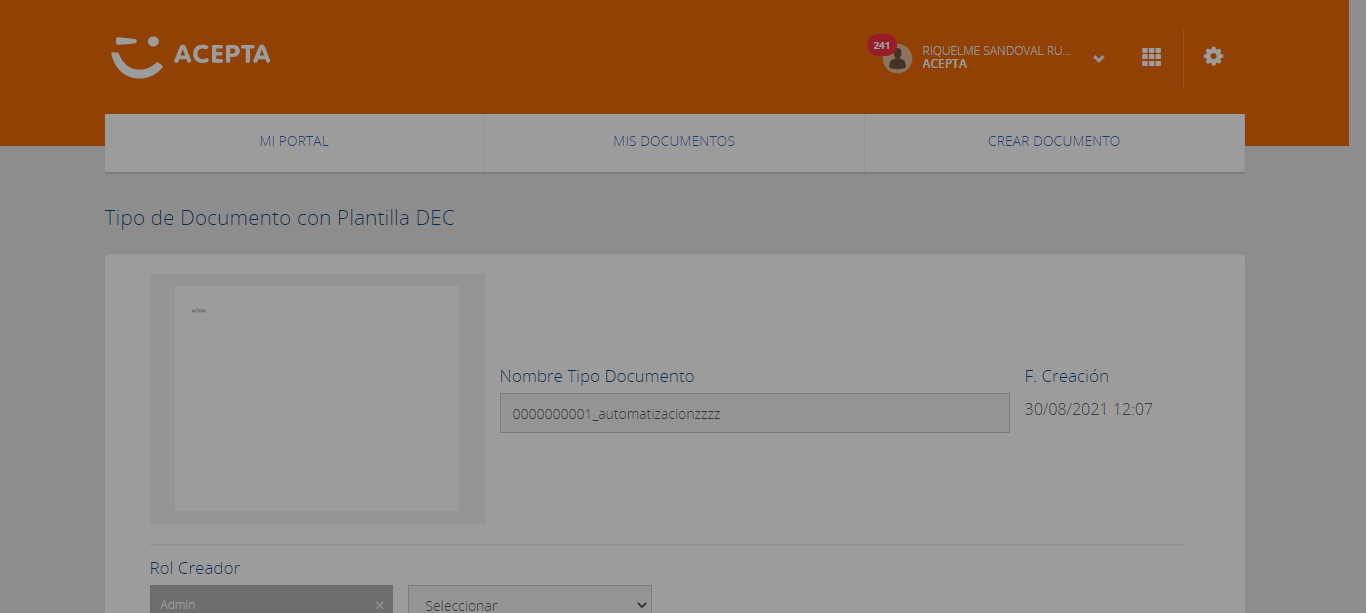 ACEPTA
241
RIQUELME SANDOVAL RU...
ACEPTA
MI PORTAL
MIS DOCUMENTOS
CREAR DOCUMENTO
Tipo de Documento con Plantilla DEC
Nombre Tipo Documento
F. Creación
0000000001_automatizacionzzzz
30/08/2021 12:07
Rol Creador
Admin ×
Seleccionar